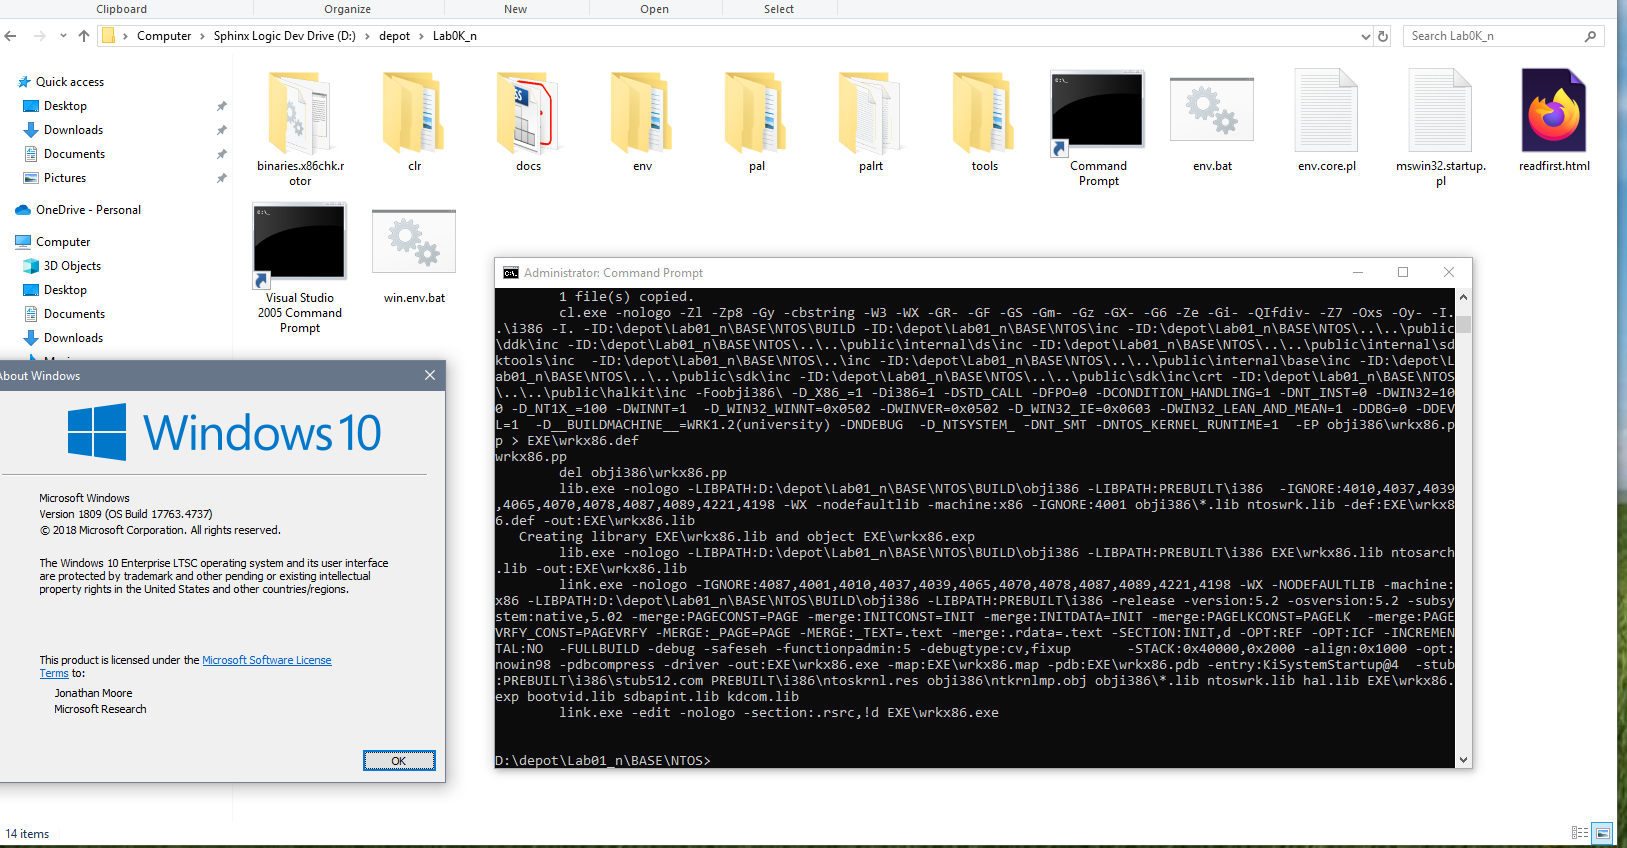 Clipboard
Organize
New
Open
Select
Computer
Sphinx Logic Dev Drive (D:)
depot
Lab0K_n
Search Lab0K_n
Quick access
Desktop
Downloads
Documents
Pictures
OneDrive - Personal
Computer
3D Objects
Desktop
Documents
Downloads
binaries.x86chk.r
otor
clr
docs
env
pal
palrt
tools
Command
Prompt
env.bat
env.core.pl
mswin32.startup.
pl
readfirst.html
Visual Studio
2005 Command
Prompt
win.env.bat
Administrator: Command Prompt
1 file(s) copied.
cl.exe -nologo -Zl -Zp8 -Gy -cbstring -W3 -WX -GR- -GF -GS -Gm- -Gz -GX- -G6 -Ze -Gi- -QIfdiv- -Z7 -Oxs -Oy- -I.
.\i386 -I. -ID:\depot\Lab01_n\BASE\NTOS\BUILD -ID:\depot\Lab01_n\BASE\NTOS\inc -ID:\depot\Lab01_n\BASE\NTOS\..\..\public
\ddk\inc -ID:\depot\Lab01_n\BASE\NTOS\..\..\public\internal\ds\inc -ID:\depot\Lab01_n\BASE\NTOS\..\..\public\internal\sd
ktools\inc  -ID:\depot\Lab01_n\BASE\NTOS\..\inc -ID:\depot\Lab01_n\BASE\NTOS\..\..\public\internal\base\inc -ID:\depot\L
ab01_n\BASE\NTOS\..\..\public\sdk\inc -ID:\depot\Lab01_n\BASE\NTOS\..\..\public\sdk\inc\crt -ID:\depot\Lab01_n\BASE\NTOS
\..\..\public\halkit\inc -Foobji386\ -D_X86_=1 -Di386=1 -DSTD_CALL -DFPO=0 -DCONDITION_HANDLING=1 -DNT_INST=0 -DWIN32=10
0 -D_NT1X_=100 -DWINNT=1  -D_WIN32_WINNT=0x0502 -DWINVER=0x0502 -D_WIN32_IE=0x0603 -DWIN32_LEAN_AND_MEAN=1 -DDBG=0 -DDEV
L=1  -D__BUILDMACHINE__=WRK1.2(university) -DNDEBUG  -D_NTSYSTEM_ -DNT_SMT -DNTOS_KERNEL_RUNTIME=1  -EP obji386\wrkx86.p
p > EXE\wrkx86.def
wrkx86.pp
del obji386\wrkx86.pp
lib.exe -nologo -LIBPATH:D:\depot\Lab01_n\BASE\NTOS\BUILD\obji386 -LIBPATH:PREBUILT\i386  -IGNORE:4010,4037,4039
,4065,4070,4078,4087,4089,4221,4198 -WX -nodefaultlib -machine:x86 -IGNORE:4001 obji386\*.lib ntoswrk.lib -def:EXE\wrkx8
6.def -out:EXE\wrkx86.lib
Creating library EXE\wrkx86.lib and object EXE\wrkx86.exp
lib.exe -nologo -LIBPATH:D:\depot\Lab01_n\BASE\NTOS\BUILD\obji386 -LIBPATH:PREBUILT\i386 EXE\wrkx86.lib ntosarch
.lib -out:EXE\wrkx86.lib
link.exe -nologo -IGNORE:4087,4001,4010,4037,4039,4065,4070,4078,4087,4089,4221,4198 -WX -NODEFAULTLIB -machine:
x86 -LIBPATH:D:\depot\Lab01_n\BASE\NTOS\BUILD\obji386 -LIBPATH:PREBUILT\i386 -release -version:5.2 -osversion:5.2 -subsy
stem:native,5.02 -merge:PAGECONST=PAGE -merge:INITCONST=INIT -merge:INITDATA=INIT -merge:PAGELKCONST=PAGELK  -merge:PAGE
VRFY_CONST=PAGEVRFY -MERGE:_PAGE=PAGE -MERGE:_TEXT=.text -merge:.rdata=.text -SECTION:INIT,d -OPT:REF -OPT:ICF -INCREMEN
TAL:NO  -FULLBUILD -debug -safeseh -functionpadmin:5 -debugtype:cv,fixup       -STACK:0x40000,0x2000 -align:0x1000 -opt:
nowin98 -pdbcompress -driver -out:EXE\wrkx86.exe -map:EXE\wrkx86.map -pdb:EXE\wrkx86.pdb -entry:KiSystemStartup@4  -stub
:PREBUILT\i386\stub512.com PREBUILT\i386\ntoskrnl.res obji386\ntkrnlmp.obj obji386\*.lib ntoswrk.lib hal.lib EXE\wrkx86.
exp bootvid.lib sdbapint.lib kdcom.lib
link.exe -edit -nologo -section:.rsrc,!d EXE\wrkx86.exe
D:\depot\Lab01_n\BASE\NTOS>
About Windows
Windows 10
Microsoft Windows
Version 1809 (OS Build 17763.4737)
© 2018 Microsoft Corporation. All rights reserved.
The Windows 10 Enterprise LTSC operating system and its user interface
are protected by trademark and other pending or existing intellectual
property rights in the United States and other countries/regions.
This product is licensed under the Microsoft Software License
Terms to:
Jonathan Moore
Microsoft Research
OK
14 items